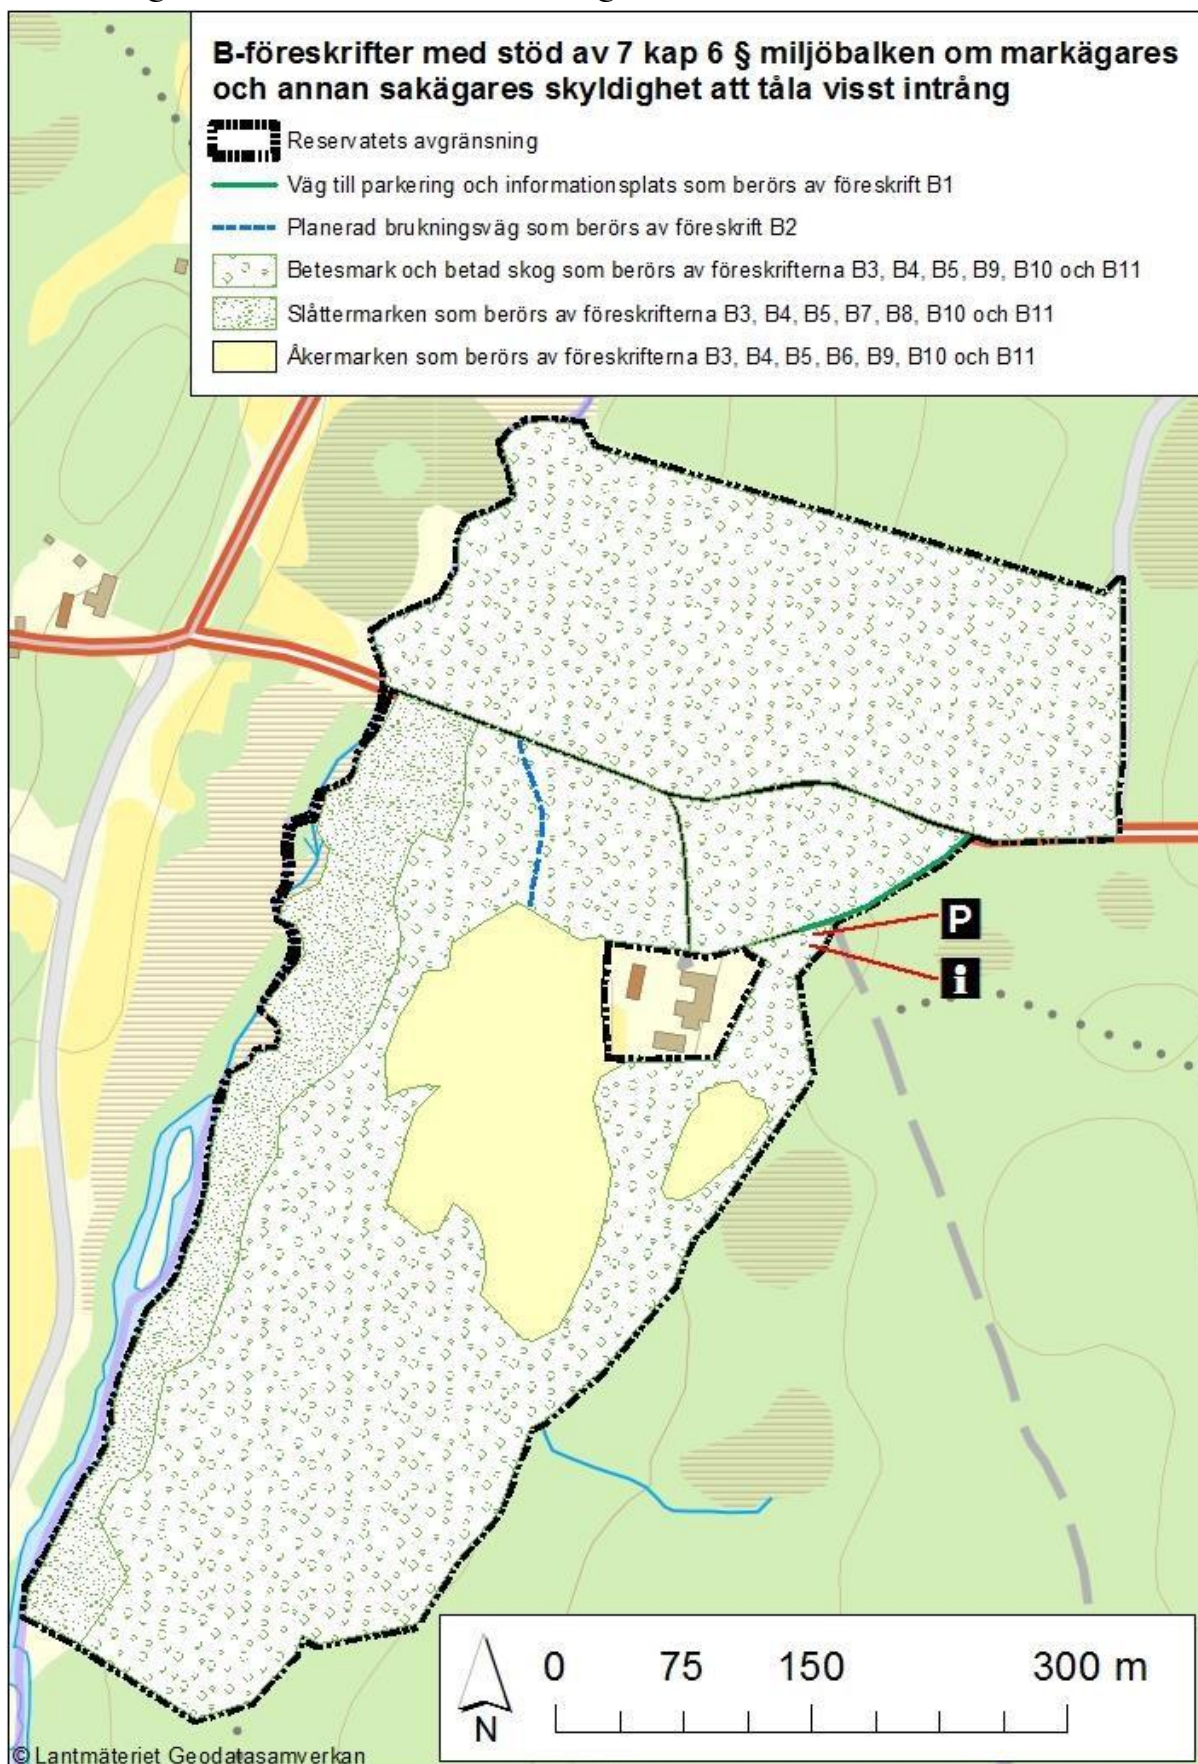 B-föreskrifter med stöd av 7 kap 6 § miljöbalken om markägares
och annan sakägares skyldighet att tåla visst intrång
Reservatets avgränsning
Väg till parkering och informationsplats som berörs av föreskrift B1
Planerad brukningsväg som berörs av föreskrift B2
Betesmark och betad skog som berörs av föreskrifterna B3, B4, B5, B9, B10 och B11
Slåttermarken som berörs av föreskrifterna B3, B4, B5, B7, B8, B10 och B11
Åkermarken som berörs av föreskrifterna B3, B4, B5, B6, B9, B10 och B11
P
i
0 75 150 300 m
N
© Lantmäteriet Geodatasamverkan